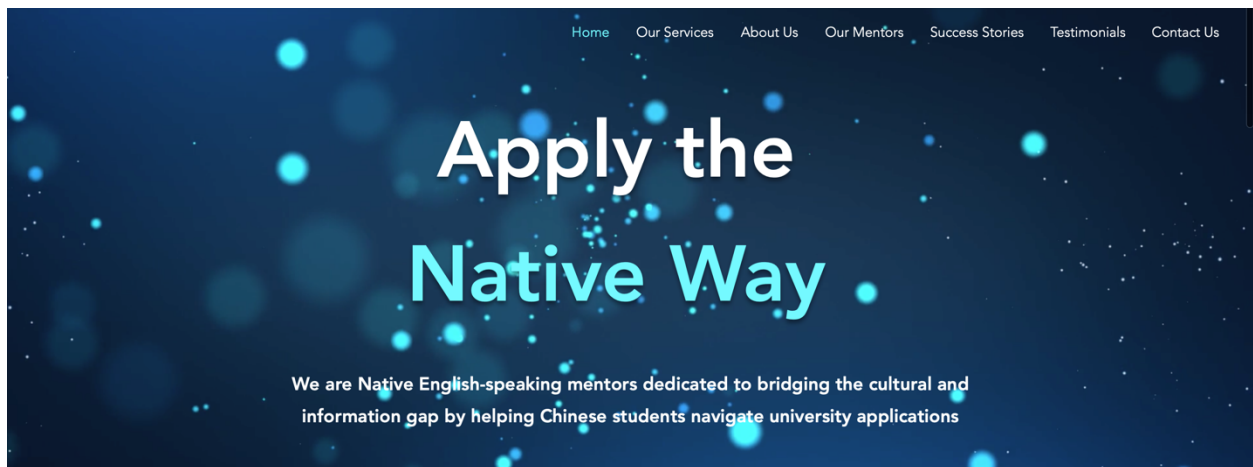 Home Our Services About Us Our Mentors Success Stories Testimonials Contact Us
Apply the
Native Way
We are Native English-speaking mentors dedicated to bridging the cultural and
information gap by helping Chinese students navigate university applications